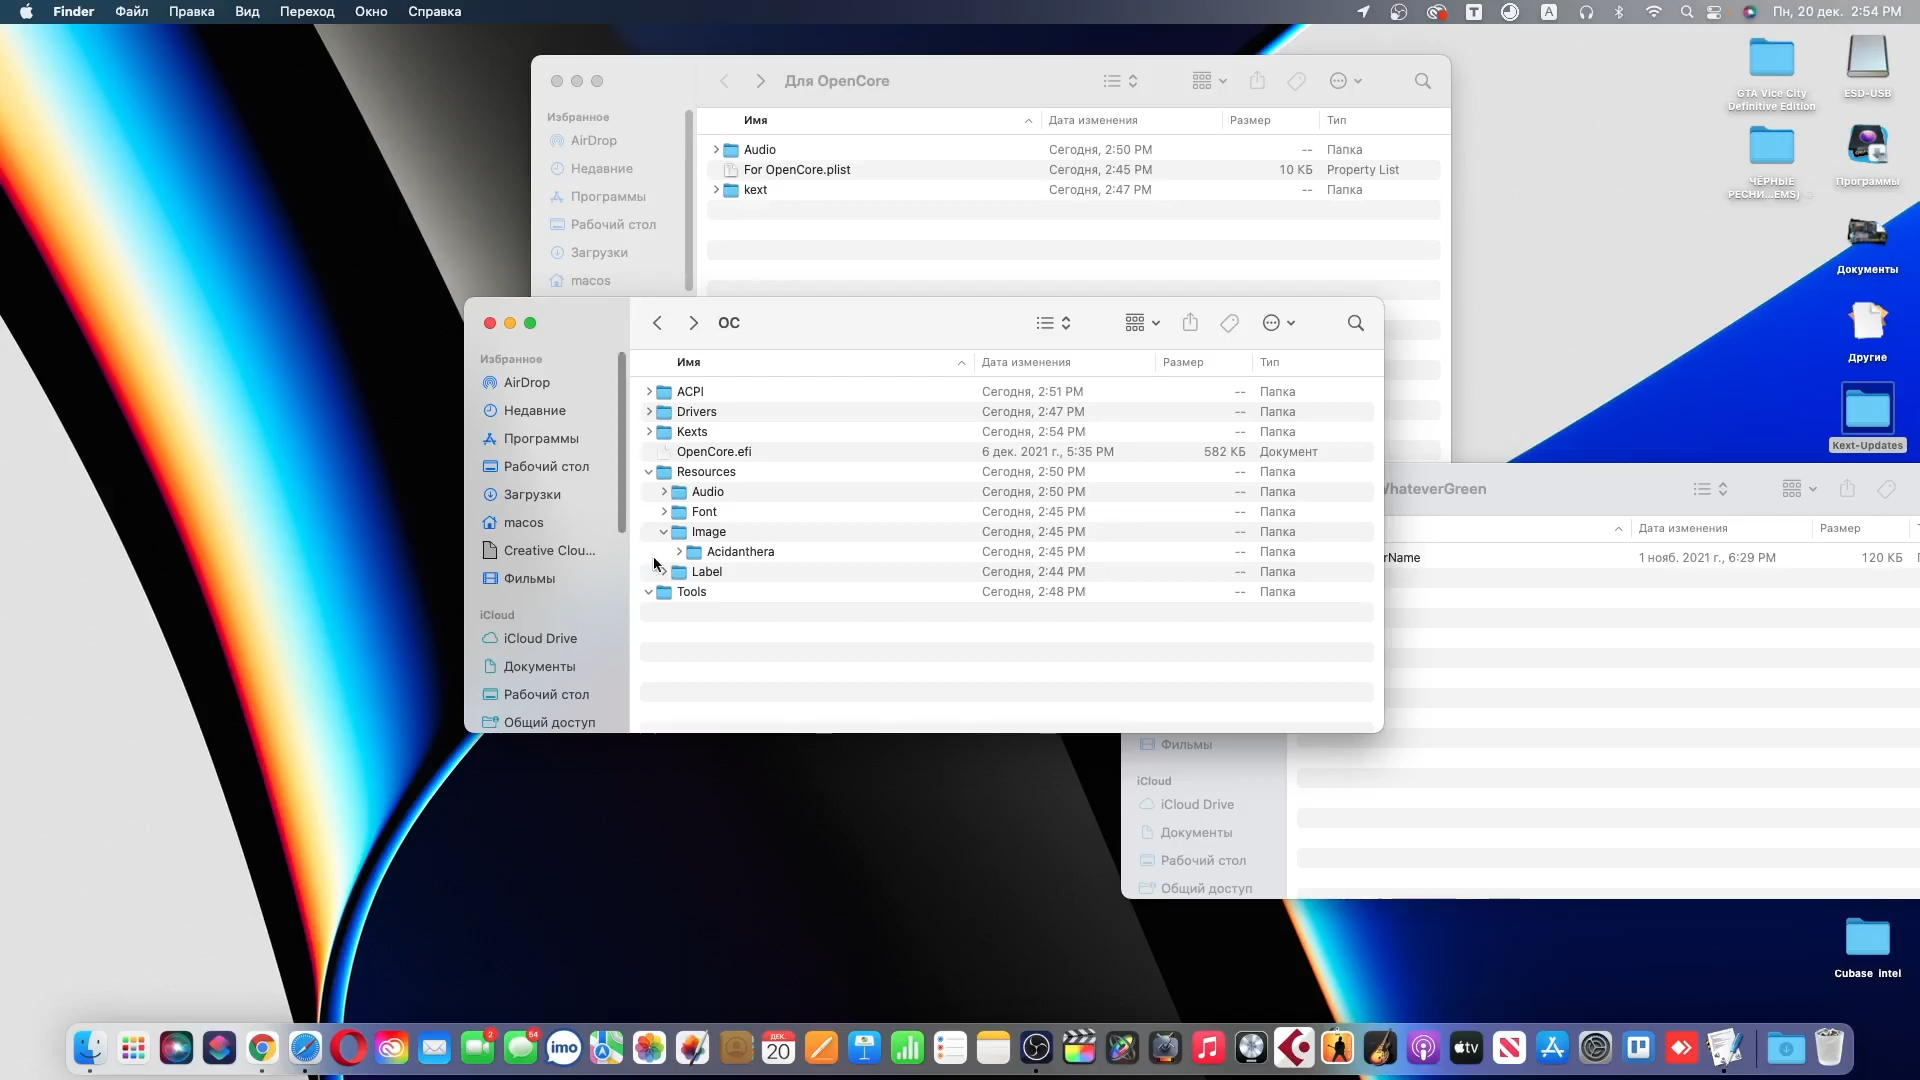 Finder Файл Правка Вид Переход Окно Справка
Пн, 20 дек. 2:54 PM
Для OpenCore
Избранное
AirDrop
Недавние
Программы
Рабочий стол
Загрузки
macos
Имя Дата изменения Размер Тип
Audio Сегодня, 2:50 PM -- Папка
For OpenCore.plist Сегодня, 2:45 PM 10 КБ Property List
kext Сегодня, 2:47 PM -- Папка
OC
Избранное
AirDrop
Недавние
Программы
Рабочий стол
Загрузки
macos
Creative Clou...
Фильмы
iCloud
iCloud Drive
Документы
Рабочий стол
Общий доступ
Имя Дата изменения Размер Тип
ACPI Сегодня, 2:51 PM -- Папка
Drivers Сегодня, 2:47 PM -- Папка
Kexts Сегодня, 2:54 PM -- Папка
OpenCore.efi 6 дек. 2021 г., 5:35 PM 582 КБ Документ
Resources Сегодня, 2:50 PM -- Папка
Audio Сегодня, 2:50 PM -- Папка
Font Сегодня, 2:45 PM -- Папка
Image Сегодня, 2:45 PM -- Папка
Acidanthera Сегодня, 2:45 PM -- Папка
Label Сегодня, 2:44 PM -- Папка
Tools Сегодня, 2:48 PM -- Папка
hateverGreen
Дата изменения Размер
rName 1 нояб. 2021 г., 6:29 PM 120 КБ
Фильмы
iCloud
iCloud Drive
Документы
Рабочий стол
Общий доступ
GTA Vice City
Definitive Edition
ESD-USB
ЧЁРНЫЕ
РЕСНИ...EMS)
Программы
Документы
Другие
Kext-Updates
Cubase intel
2
64
imo
ДЕК.
20
tv